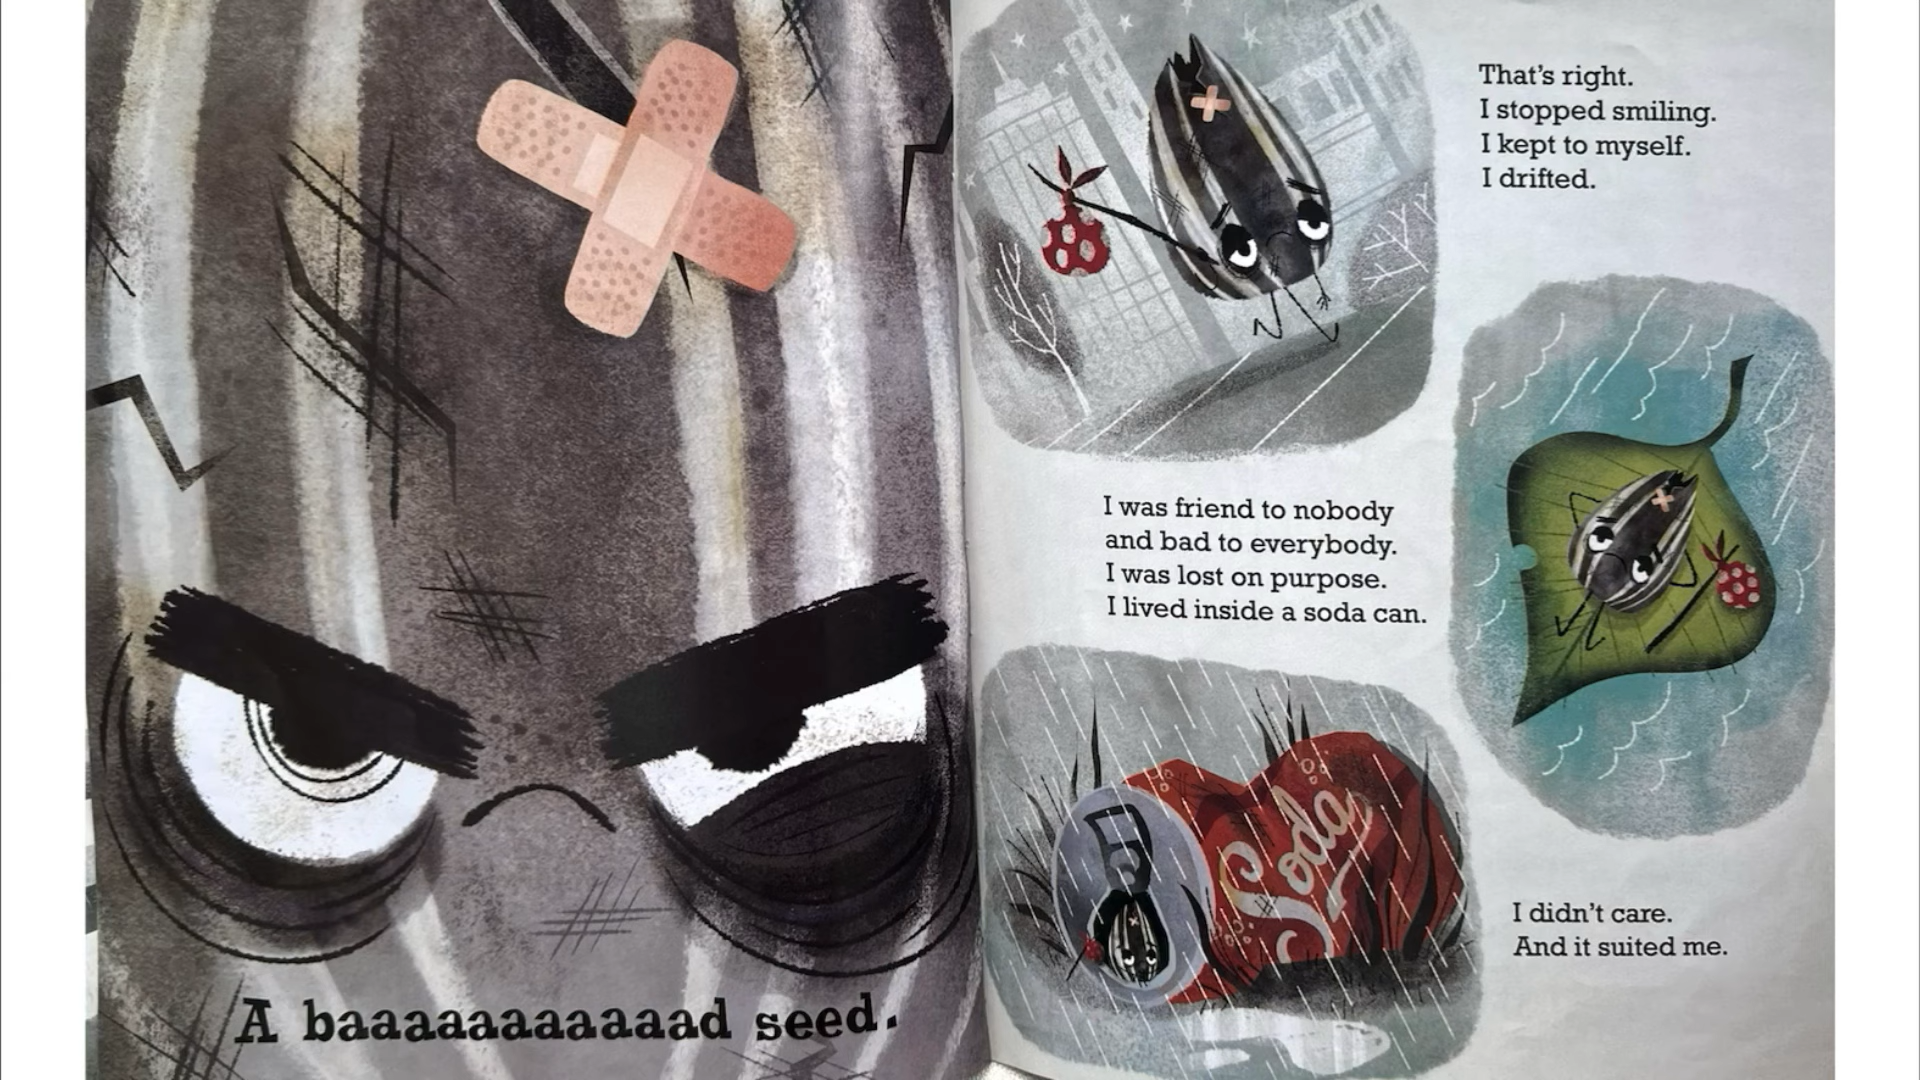 A baaaaaaaaaaaad seed.
That's right.
I stopped smiling.
I kept to myself.
I drifted.
I was friend to nobody
and bad to everybody.
I was lost on purpose.
I lived inside a soda can.
Soda
I didn't care.
And it suited me.